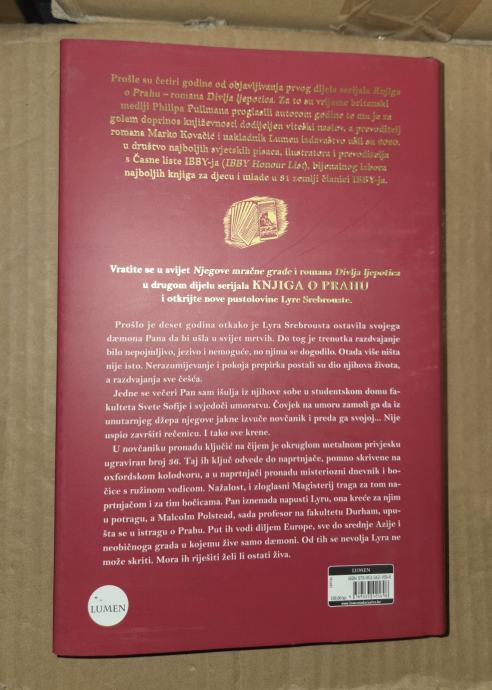 Prošle su četiri godine od objavljivanja prvog dijela serijala Knjiga
o Prahu – romana Divlja ljepotica. Za to su vrijeme britanski
mediji Philipa Pullmana proglasili autorom godine te mu je za
golem doprinos književnosti dodijeljen viteški naslov, a prevoditelj
romana Marko Kovačić i nakladnik Lumen izdavaštvo ušli su 2020.
u društvo najboljih svjetskih pisaca, ilustratora i prevoditelja
s Časne liste IBBY-ja (IBBY Honour List), bijenalnog izbora
najboljih knjiga za djecu i mlade u 81 zemlji članici IBBY-ja.
Vratite se u svijet Njegove mračne građe i romana Divlja ljepotica
u drugom dijelu serijala KNJIGA O PRAHU
i otkrijte nove pustolovine Lyre Srebrouste.
Prošlo je deset godina otkako je Lyra Srebrousta ostavila svojega
dæmona Pana da bi ušla u svijet mrtvih. Do tog je trenutka razdvajanje
bilo nepojmljivo, jezivo i nemoguće, no njima se dogodilo. Otada više ništa
nije isto. Nerazumijevanje i pokoja prepirka postali su dio njihova života,
a razdvajanja sve češća.
Jedne se večeri Pan sam išulja iz njihove sobe u studentskom domu fa-
kulteta Svete Sofije i svjedoči umorstvu. Čovjek na umoru zamoli ga da iz
unutarnjeg džepa njegove jakne izvuče novčanik i preda ga svojoj... Nije
uspio završiti rečenicu. I tako sve krene.
U novčaniku pronađu ključić na čijem je okruglom metalnom privjesku
ugraviran broj 36. Taj ih ključ odvede do naprtnjače, pomno skrivene na
oxfordskom kolodvoru, a u naprtnjači pronađu misteriozni dnevnik i bo-
čice s ružinom vodicom. Nažalost, i zloglasni Magisterij traga za tom na-
prtnjačom i za tim bočicama. Pan iznenada napusti Lyru, ona kreće za njim
u potragu, a Malcolm Polstead, sada profesor na fakultetu Durham, upu-
šta se u istragu o Prahu. Put ih vodi diljem Europe, sve do srednje Azije i
neobičnoga grada u kojemu žive samo dæmoni. Od tih se nevolja Lyra ne
može skriti. Mora ih riješiti želi li ostati živa.
LUMEN
LUMEN